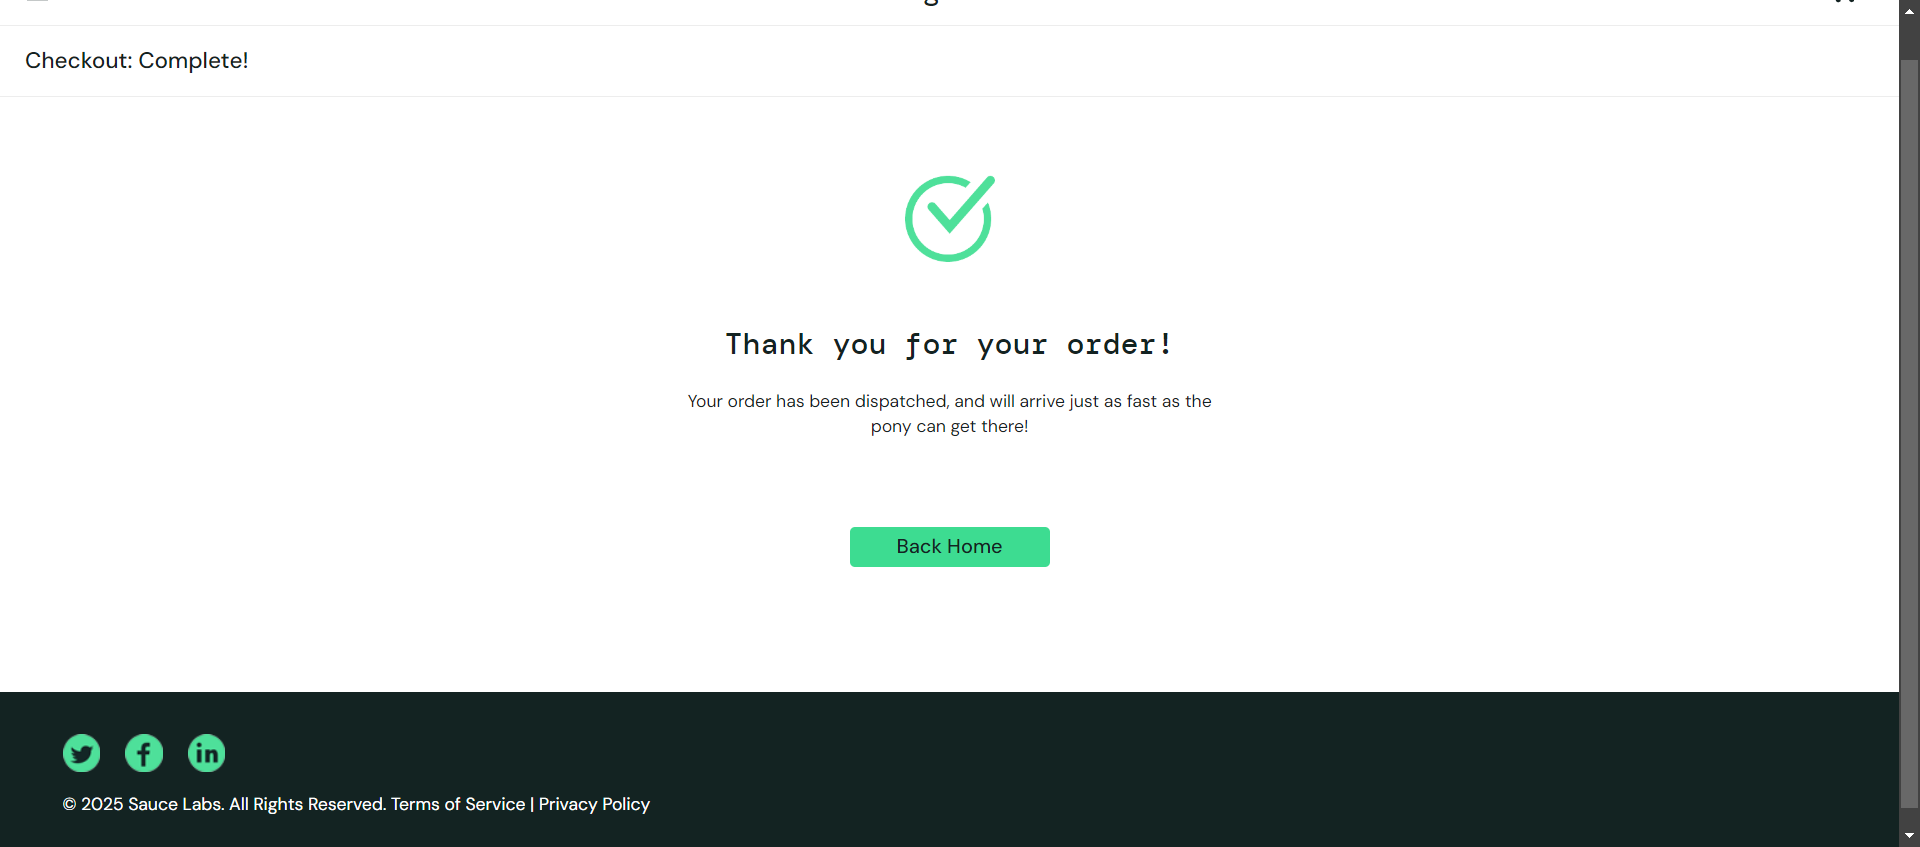 Checkout: Complete!
Thank you for your order!
Your order has been dispatched, and will arrive just as fast as the
pony can get there!
Back Home
© 2025 Sauce Labs. All Rights Reserved. Terms of Service | Privacy Policy